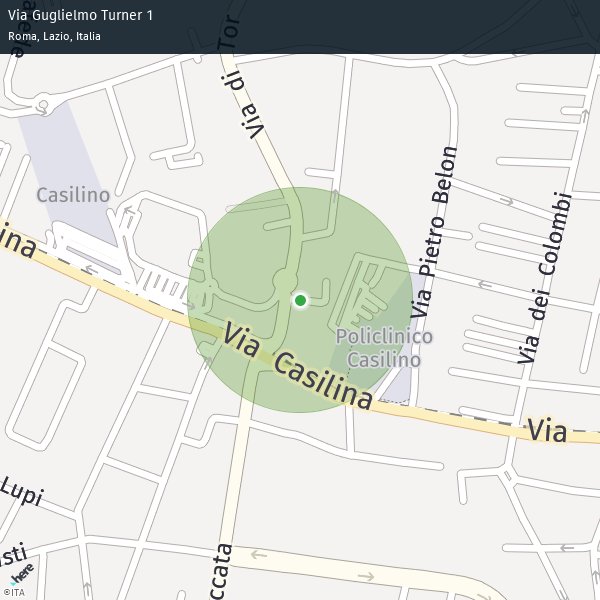 Via Guglielmo Turner 1
Roma, Lazio, Italia
Via di Tor
Casilino
ina
Via Pietro Belon
Via dei Colombi
Via Casilina
Policlinico
Casilino
Via
Lupi
sti
ccata
here
©ITA